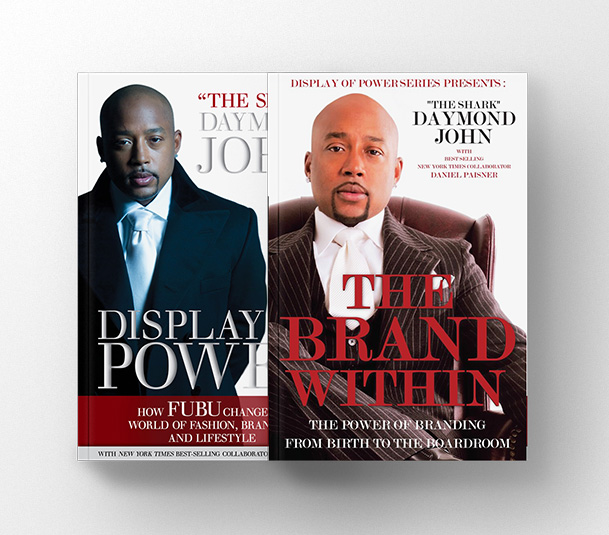 "THE S
DAYM
JO
DISPLAY
POWE
HOW FUBU CHANGE
WORLD OF FASHION, BRAN
AND LIFESTYLE
WITH NEW YORK TIMES BEST-SELLING COLLABORATO
DISPLAY OF POWER SERIES PRESENTS :
"THE SHARK"
DAYMOND
JOHN
WITH
BEST SELLING
NEW YORK TIMES COLLABORATOR
DANIEL PAISNER
THE
BRAND
WITHIN
THE POWER OF BRANDING
FROM BIRTH TO THE BOARDROOM